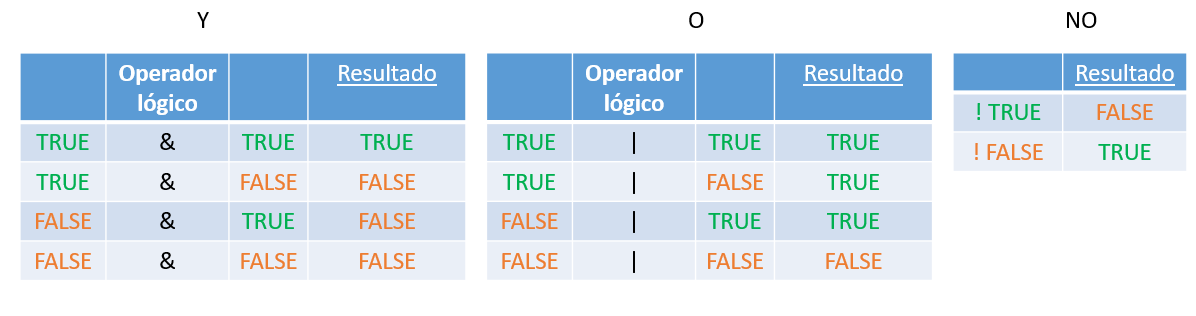 Y
Operador
lógico
Resultado
TRUE & TRUE TRUE
TRUE & FALSE FALSE
FALSE & TRUE FALSE
FALSE & FALSE FALSE
O
Operador
lógico
Resultado
TRUE | TRUE TRUE
TRUE | FALSE TRUE
FALSE | TRUE TRUE
FALSE | FALSE FALSE
NO
Resultado
! TRUE FALSE
! FALSE TRUE